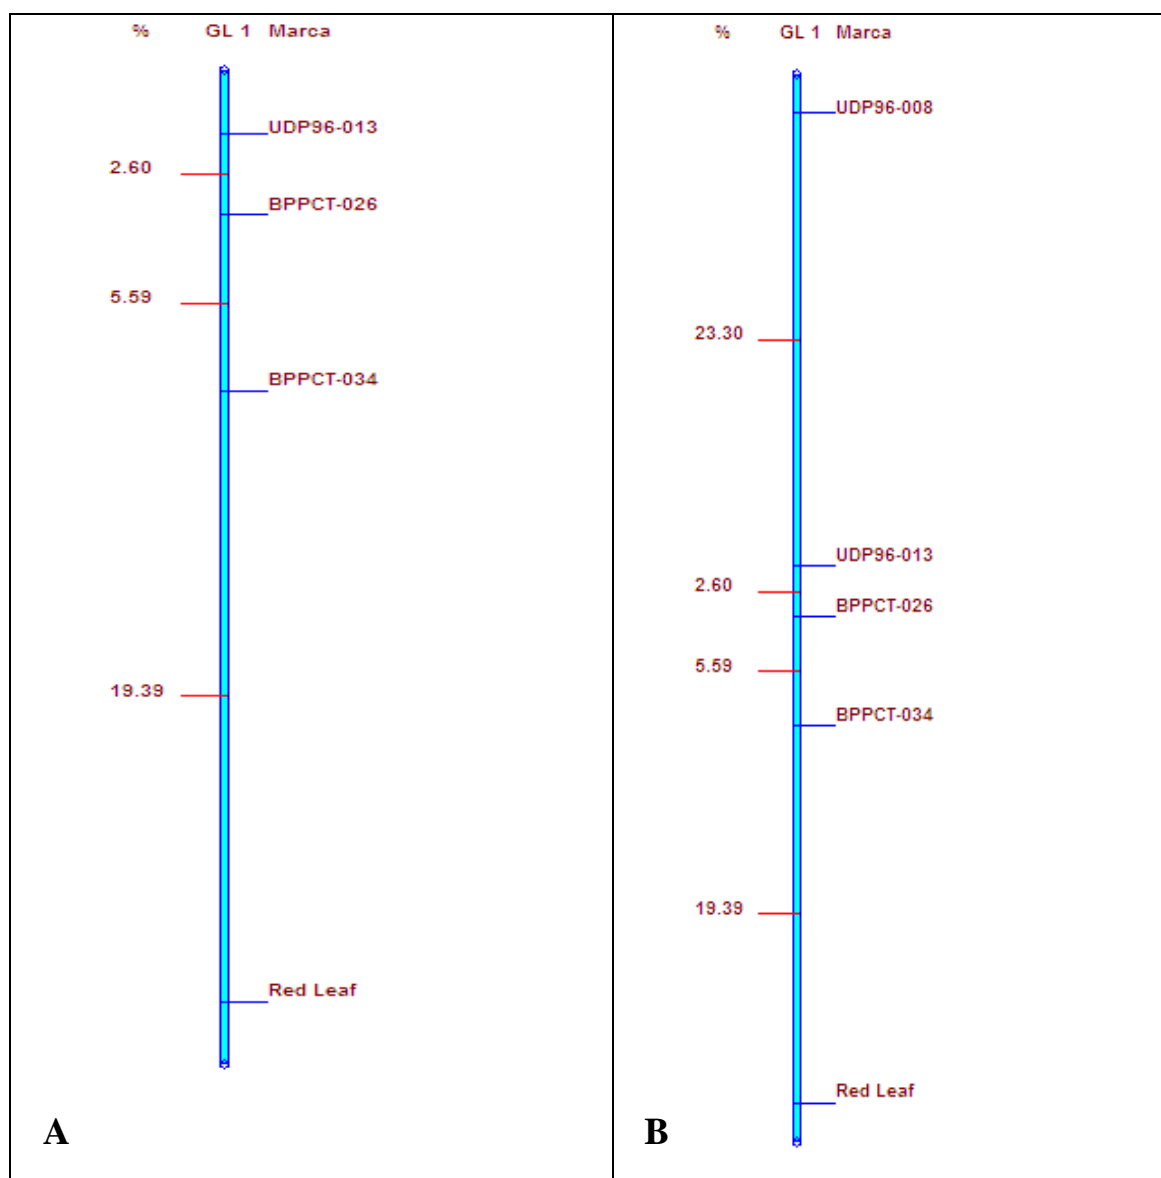 % GL 1 Marca
UDP96-013
2.60
BPPCT-026
5.59
BPPCT-034
19.39
Red Leaf
A
% GL 1 Marca
UDP96-008
23.30
UDP96-013
2.60
BPPCT-026
5.59
BPPCT-034
19.39
Red Leaf
B